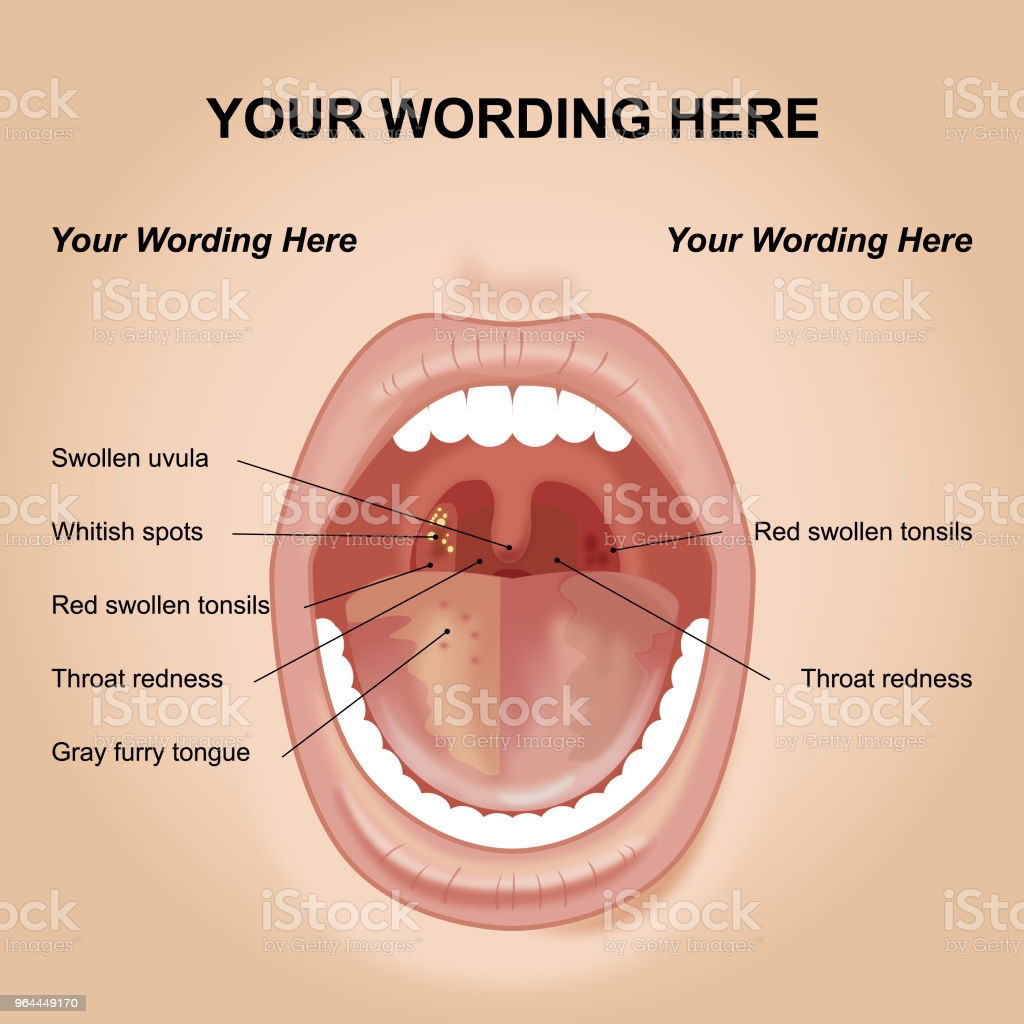 YOUR WORDING HERE
Your Wording Here
Your Wording Here
Swollen uvula
Whitish spots
Red swollen tonsils
Throat redness
Gray furry tongue
Red swollen tonsils
Throat redness
iStock
by Getty Images™
964449170